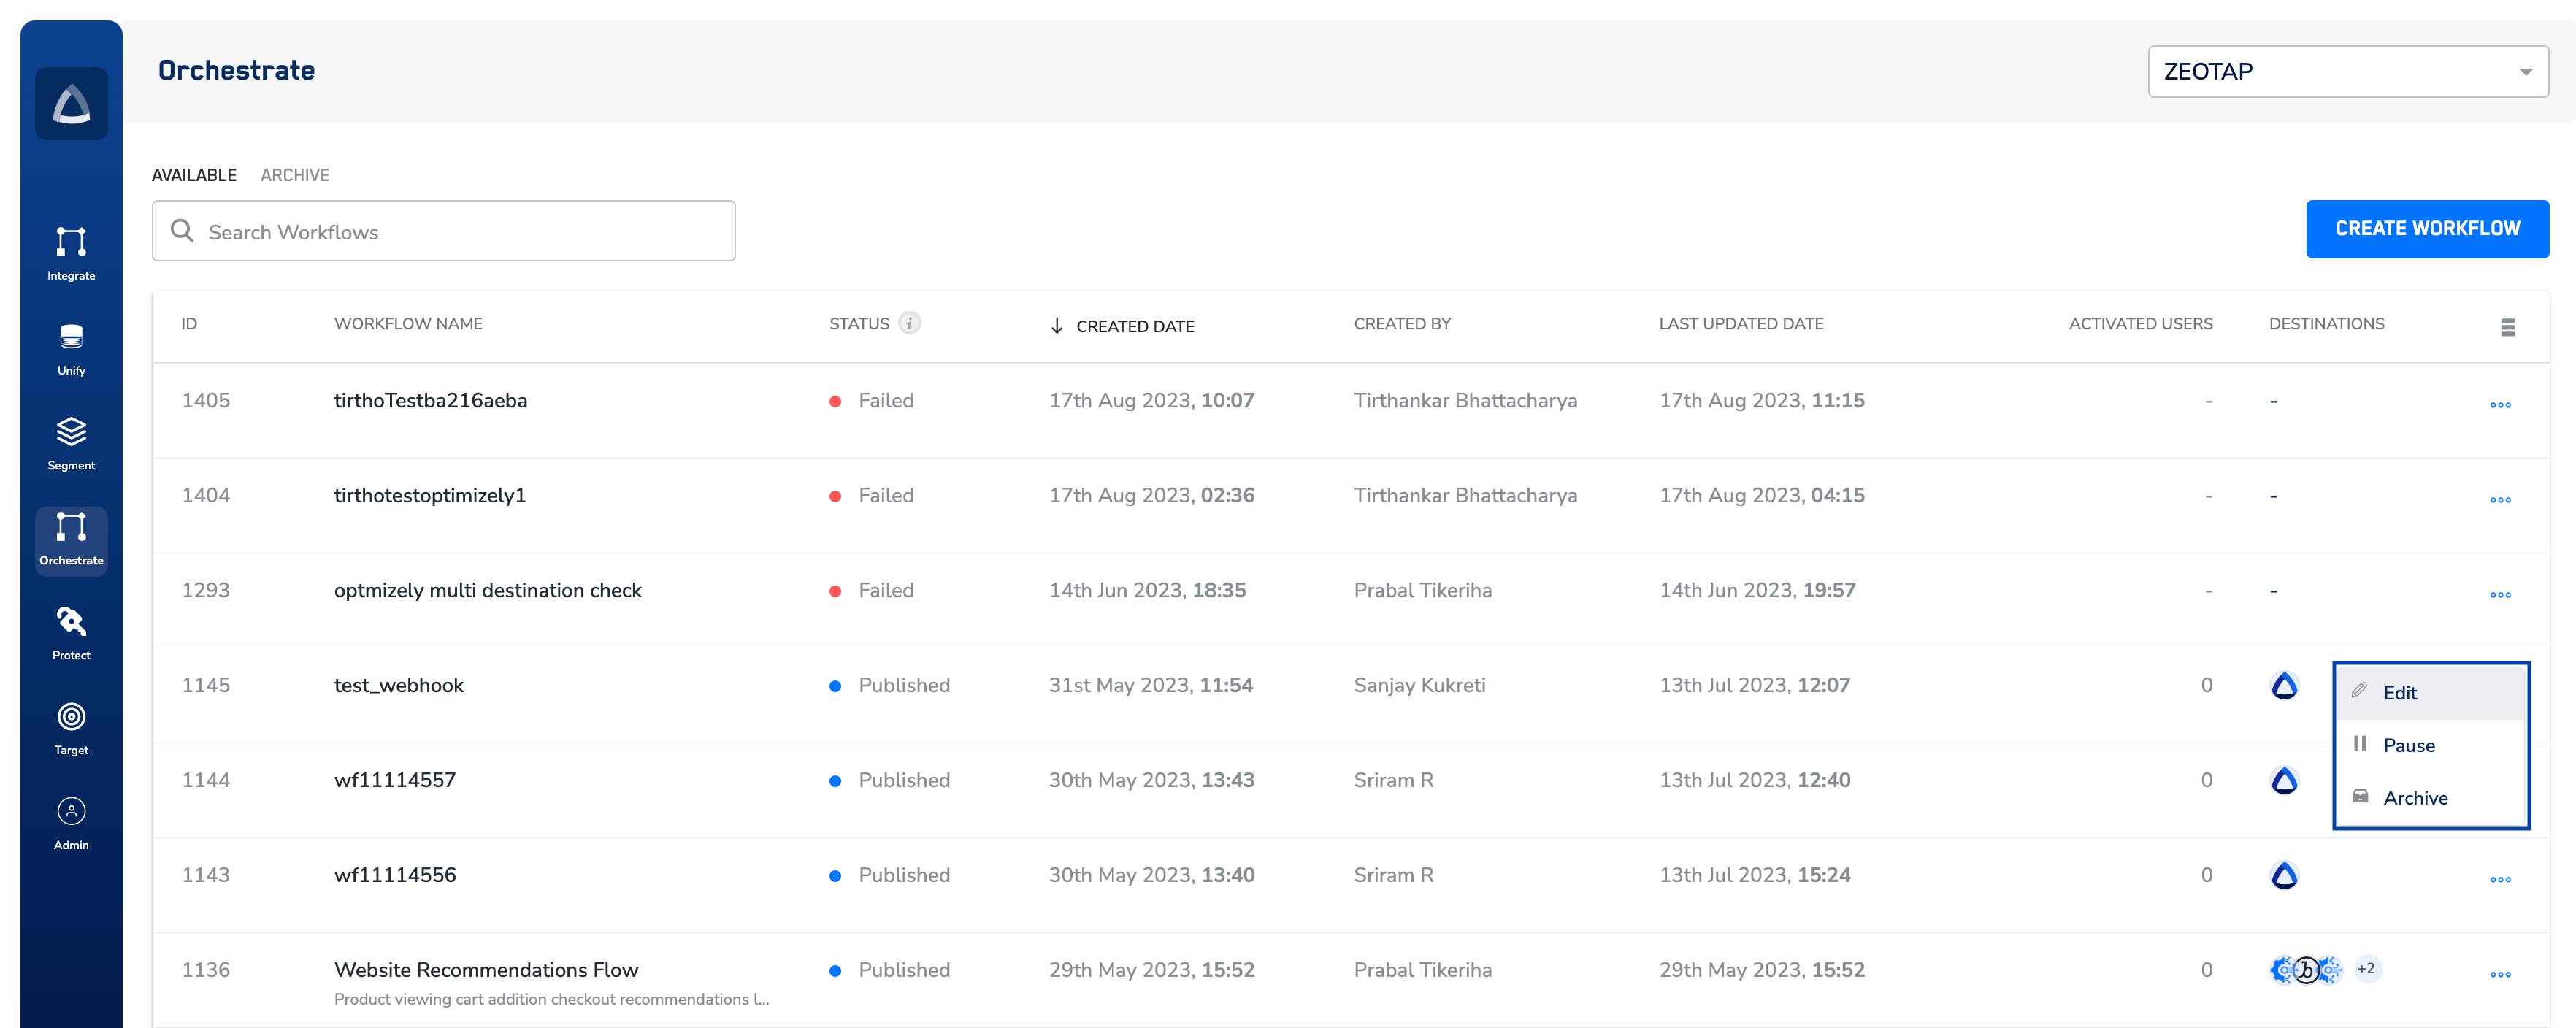 Orchestrate
ZEOTAP
AVAILABLE ARCHIVE
Search Workflows
CREATE WORKFLOW
Integrate
Unify
Segment
Orchestrate
Protect
Target
Admin
ID WORKFLOW NAME STATUS i CREATED DATE CREATED BY LAST UPDATED DATE ACTIVATED USERS DESTINATIONS
1405 tirthoTestba216aeba Failed 17th Aug 2023, 10:07 Tirthankar Bhattacharya 17th Aug 2023, 11:15 - -
1404 tirthotestoptimizely1 Failed 17th Aug 2023, 02:36 Tirthankar Bhattacharya 17th Aug 2023, 04:15 - -
1293 optmizely multi destination check Failed 14th Jun 2023, 18:35 Prabal Tikeriha 14th Jun 2023, 19:57 - -
1145 test_webhook Published 31st May 2023, 11:54 Sanjay Kukreti 13th Jul 2023, 12:07 0
Edit
Pause
Archive
1144 wf11114557 Published 30th May 2023, 13:43 Sriram R 13th Jul 2023, 12:40 0
1143 wf11114556 Published 30th May 2023, 13:40 Sriram R 13th Jul 2023, 15:24 0
1136 Website Recommendations Flow Published 29th May 2023, 15:52 Prabal Tikeriha 29th May 2023, 15:52 0 b +2
Product viewing cart addition checkout recommendations l...